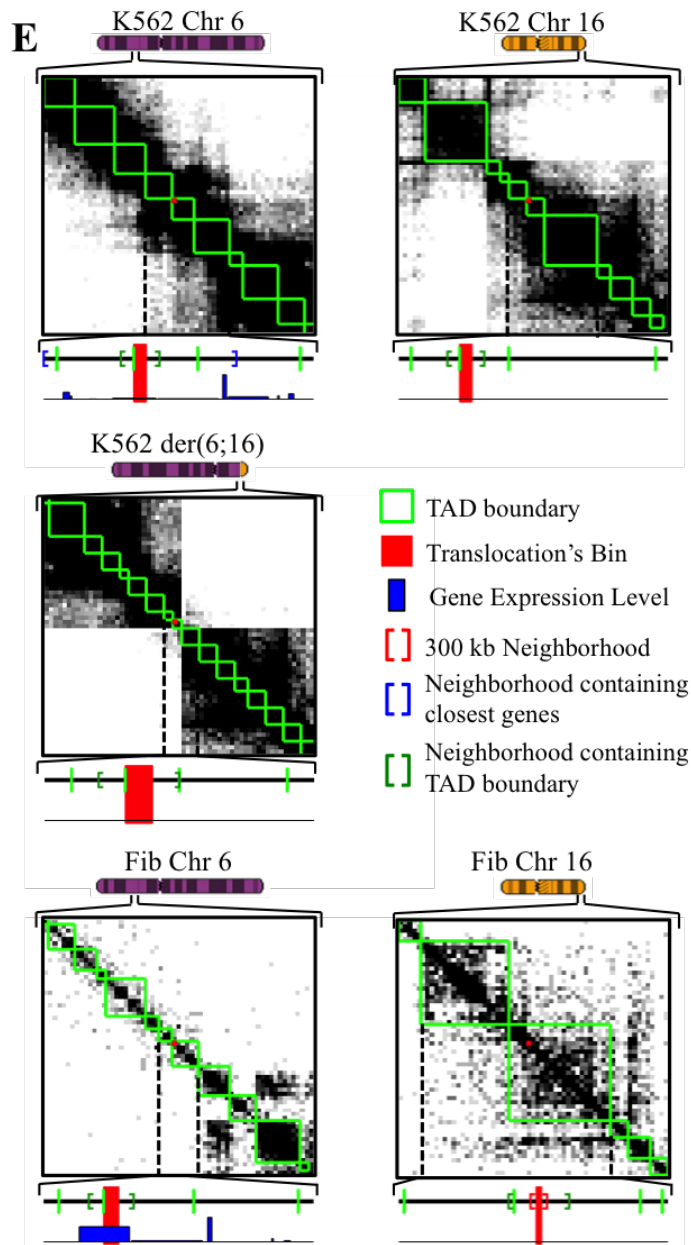 E
K562 Chr 6
K562 Chr 16
K562 der(6;16)
TAD boundary
Translocation's Bin
Gene Expression Level
300 kb Neighborhood
Neighborhood containing
closest genes
Neighborhood containing
TAD boundary
Fib Chr 6
Fib Chr 16